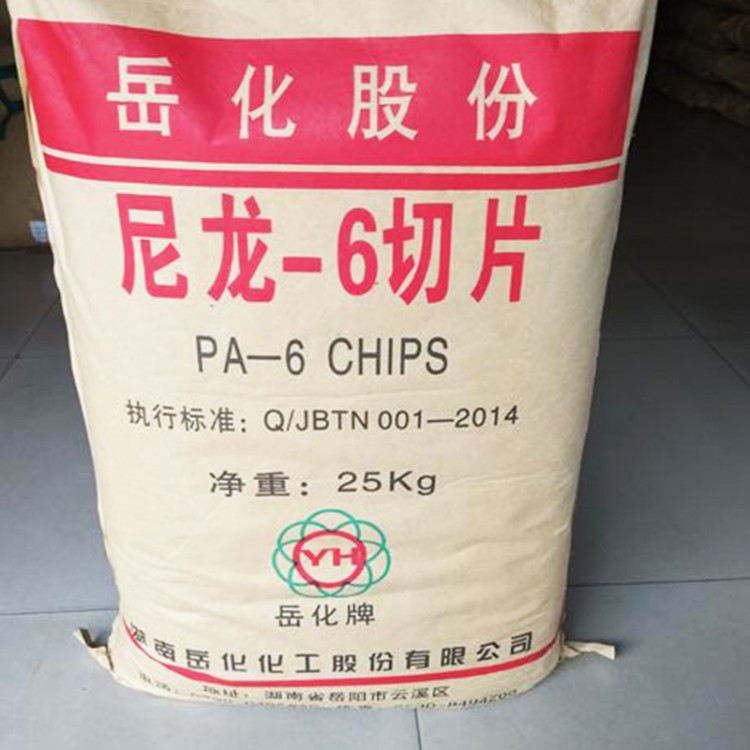 岳化股份
尼龙-6切片
PA—6 CHIPS
执行标准: Q/JBTN 001—2014
净重: 25Kg
YH
岳化牌
湖南岳化化工股份有限公司
地址: 湖南省岳阳市云溪区